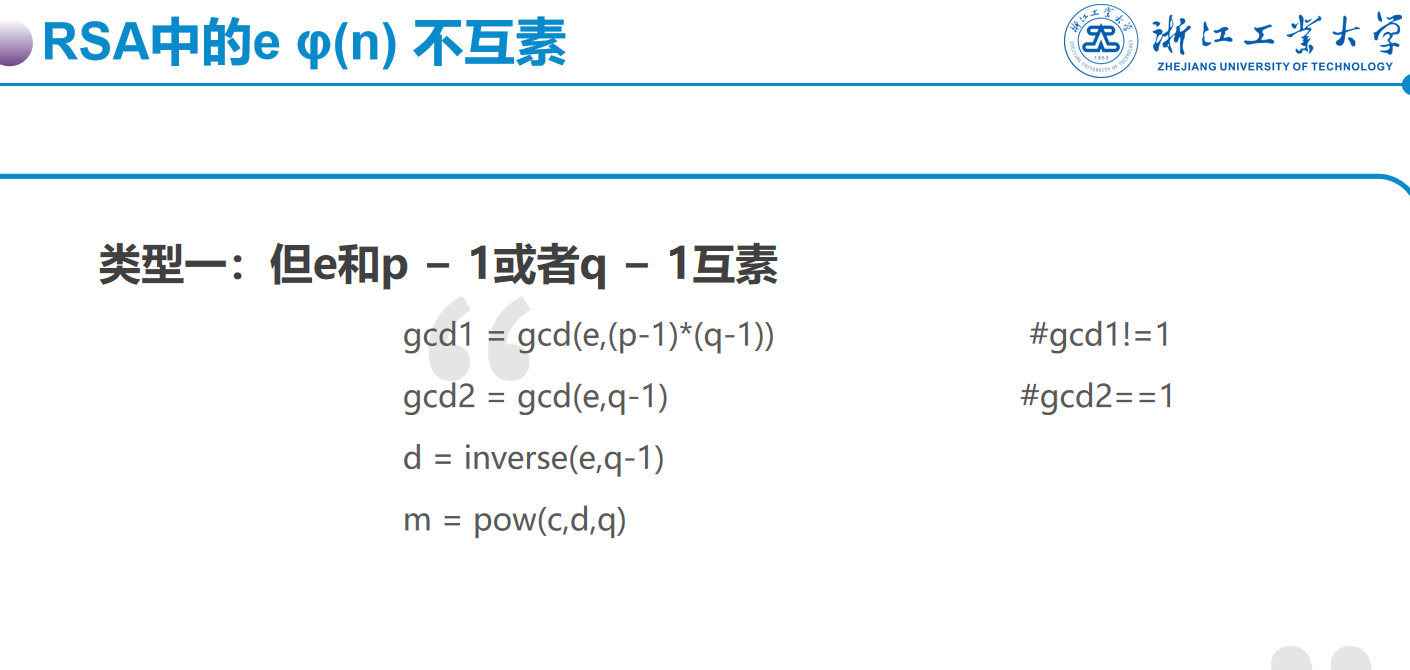 RSA中的e φ(n) 不互素
浙江工业大学
ZHEJIANG UNIVERSITY OF TECHNOLOGY
类型一：但e和p － 1或者q － 1互素
gcd1 = gcd(e,(p-1)*(q-1)) #gcd1!=1
gcd2 = gcd(e,q-1) #gcd2==1
d = inverse(e,q-1)
m = pow(c,d,q)